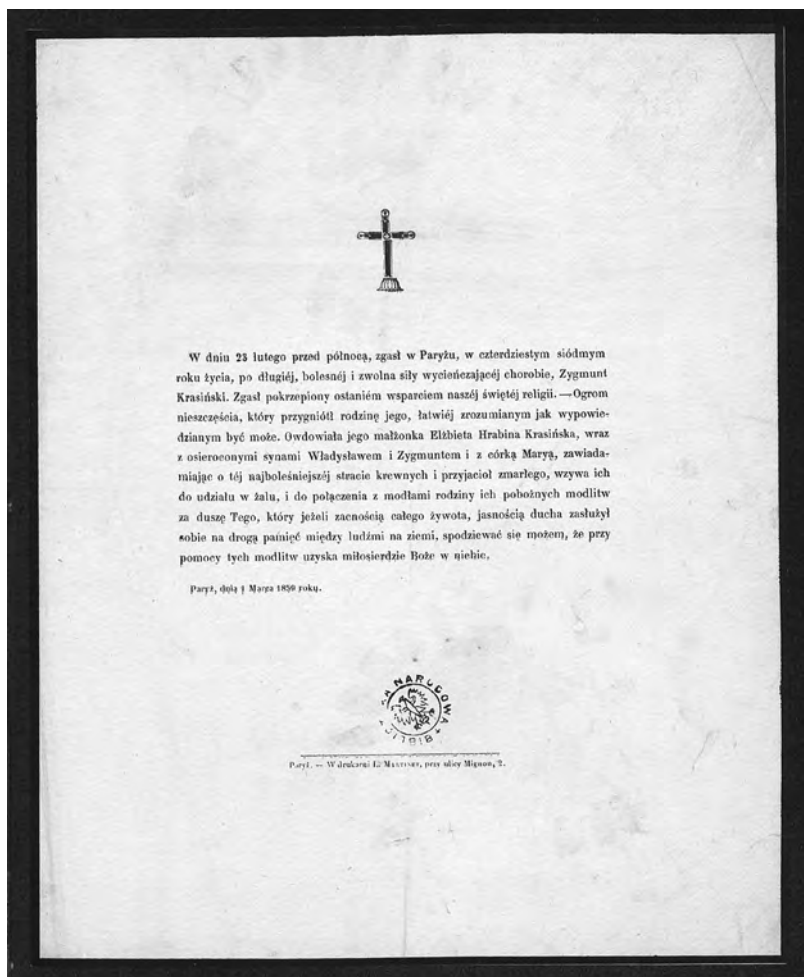 W dniu 23 lutego przed północą, zgasł w Paryżu, w czterdziestym siódmym
roku życia, po długiéj, bolesnéj i zwolna siły wycieńczającéj chorobie, Zygmunt
Krasiński. Zgasł pokrzepiony ostaniém wsparciem naszéj świętéj religii. — Ogrom
nieszczęścia, który przygniótł rodzinę jego, łatwiéj zrozumianym jak wypowie-
dzianym być może. Owdowiała jego małżonka Elżbieta Hrabina Krasińska, wraz
z osieroconymi synami Władysławem i Zygmuntem i z córką Maryą, zawiada-
miając o téj najboleśniejszéj stracie krewnych i przyjaciół zmarłego, wzywa ich
do udziału w żalu, i do połączenia z modłami rodziny ich pobożnych modlitw
za duszę Tego, który jeżeli zacnością całego żywota, jasnością ducha zasłużył
sobie na drogą pamięć między ludźmi na ziemi, spodziewać się możem, że przy
pomocy tych modlitw uzyska miłosierdzie Boże w niebie.
Paryż, dnia 1 Marca 1859 roku.
NARODOWA
Paryż. — W drukarni L. MARTINET, przy ulicy Mignon, 2.